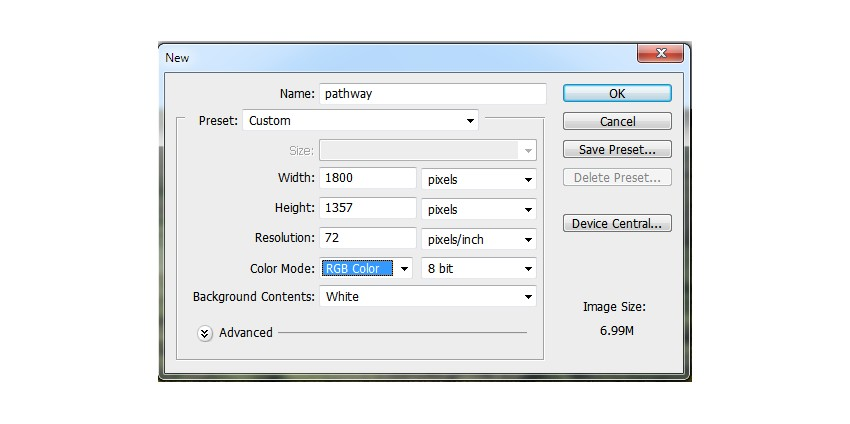 New
Name: pathway
OK
Preset: Custom
Cancel
Size:
Save Preset...
Width: 1800 pixels
Delete Preset...
Height: 1357 pixels
Device Central...
Resolution: 72 pixels/inch
Color Mode: RGB Color 8 bit
Background Contents: White
Image Size:
6.99M
Advanced